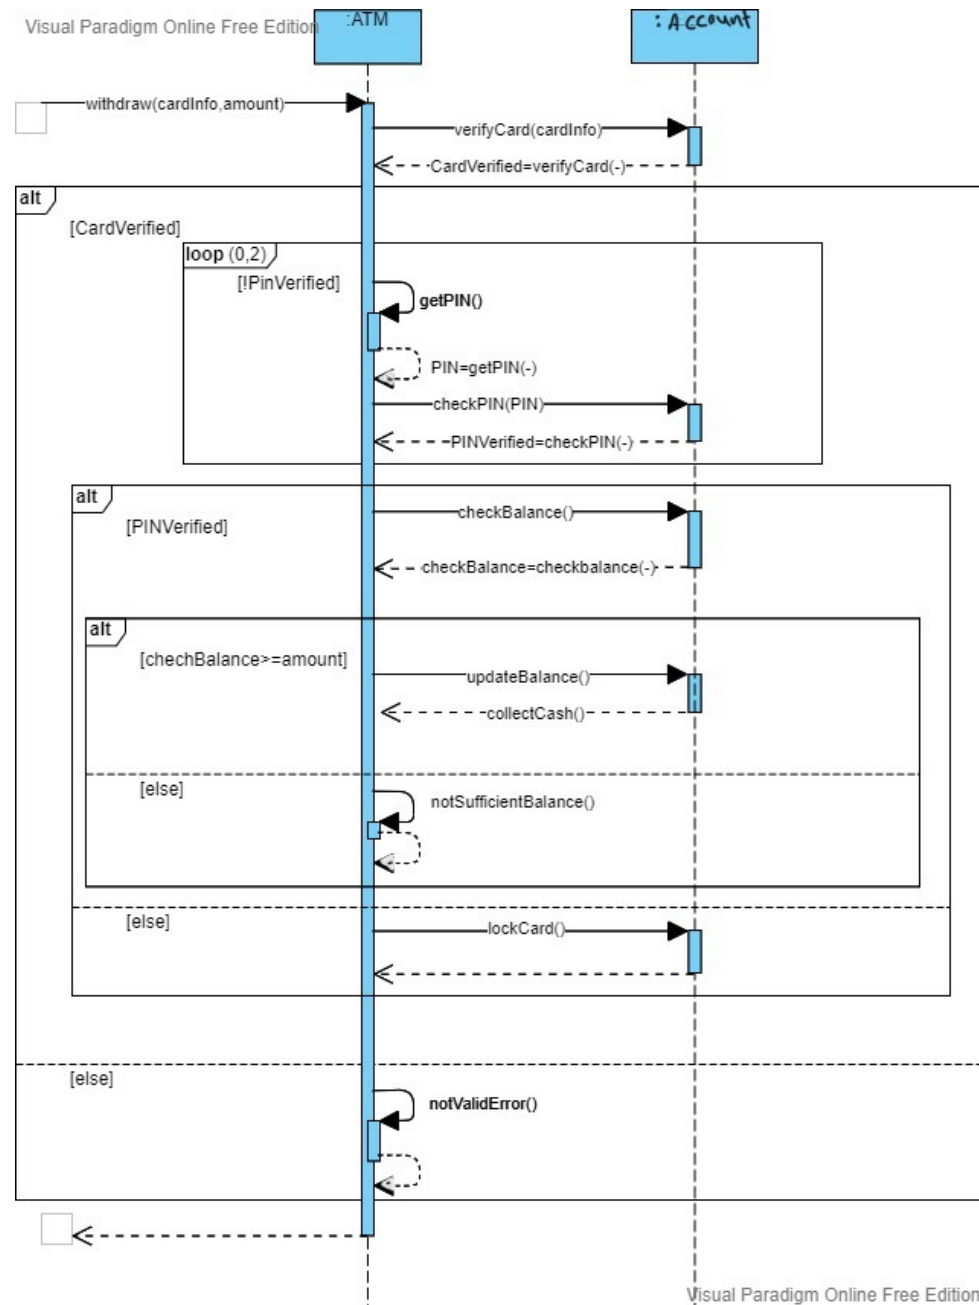 Visual Paradigm Online Free Edition
:ATM
: Account
withdraw(cardInfo,amount)
verifyCard(cardInfo)
CardVerified=verifyCard(-)
alt
[CardVerified]
loop (0,2)
[!PinVerified]
getPIN()
PIN=getPIN(-)
checkPIN(PIN)
PINVerified=checkPIN(-)
alt
[PINVerified]
checkBalance()
checkBalance=checkbalance(-)
alt
[chechBalance>=amount]
updateBalance()
collectCash()
[else]
notSufficientBalance()
[else]
lockCard()
[else]
notValidError()
Visual Paradigm Online Free Edition